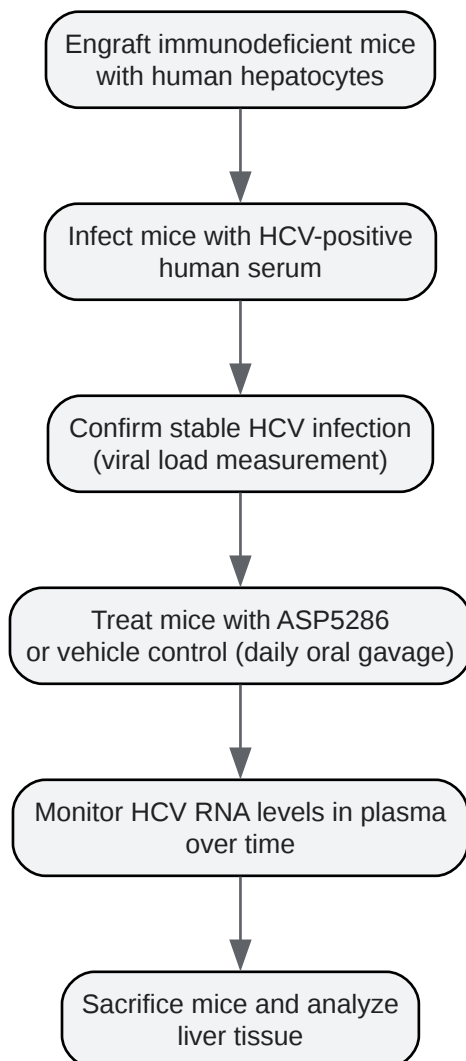 Engraft immunodeficient mice
with human hepatocytes
Infect mice with HCV-positive
human serum
Confirm stable HCV infection
(viral load measurement)
Treat mice with ASP5286
or vehicle control (daily oral gavage)
Monitor HCV RNA levels in plasma
over time
Sacrifice mice and analyze
liver tissue